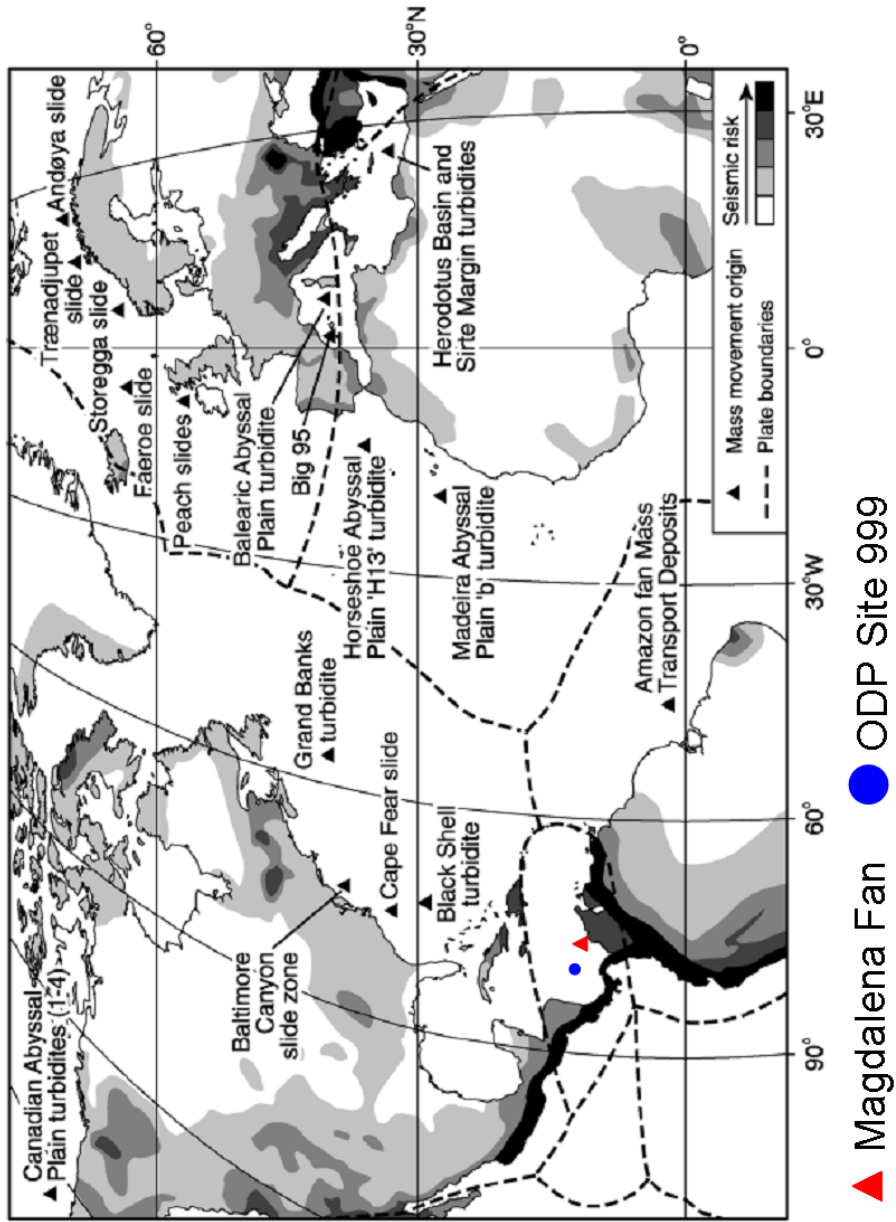 Canadian Abyssal
Plain turbidites (1-4)
Baltimore
Canyon
slide zone
Cape Fear slide
Black Shell
turbidite
Grand Banks
turbidite
Trænadjupet
slide
Andøya slide
Storegga slide
Faeroe slide
Peach slides
Balearic Abyssal
Plain turbidite
Big 95
Horseshoe Abyssal
Plain 'H13' turbidite
Madeira Abyssal
Plain 'b' turbidite
Herodotus Basin and
Sirte Margin turbidites
Amazon fan Mass
Transport Deposits
Mass movement origin
Plate boundaries
Seismic risk
60°
30°N
0°
90°
60°
30°W
0°
30°E
Magdalena Fan
ODP Site 999